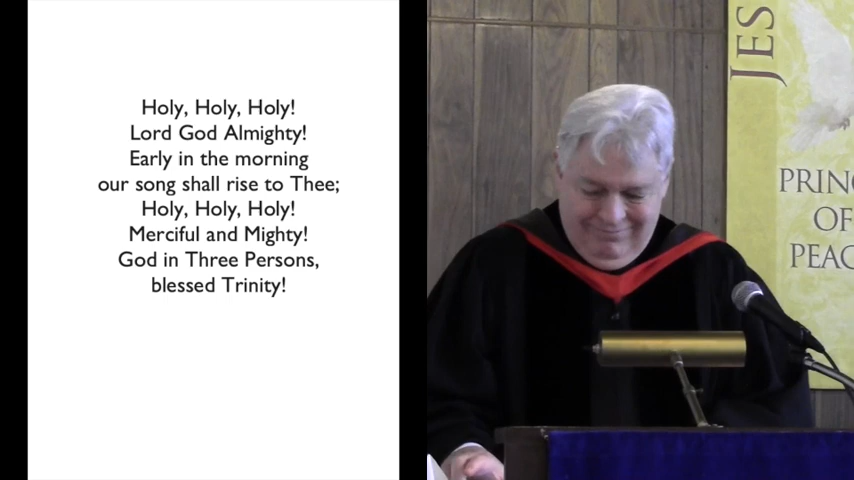 Holy, Holy, Holy!
Lord God Almighty!
Early in the morning
our song shall rise to Thee;
Holy, Holy, Holy!
Merciful and Mighty!
God in Three Persons,
blessed Trinity!
JES
PRINC
OF
PEAC